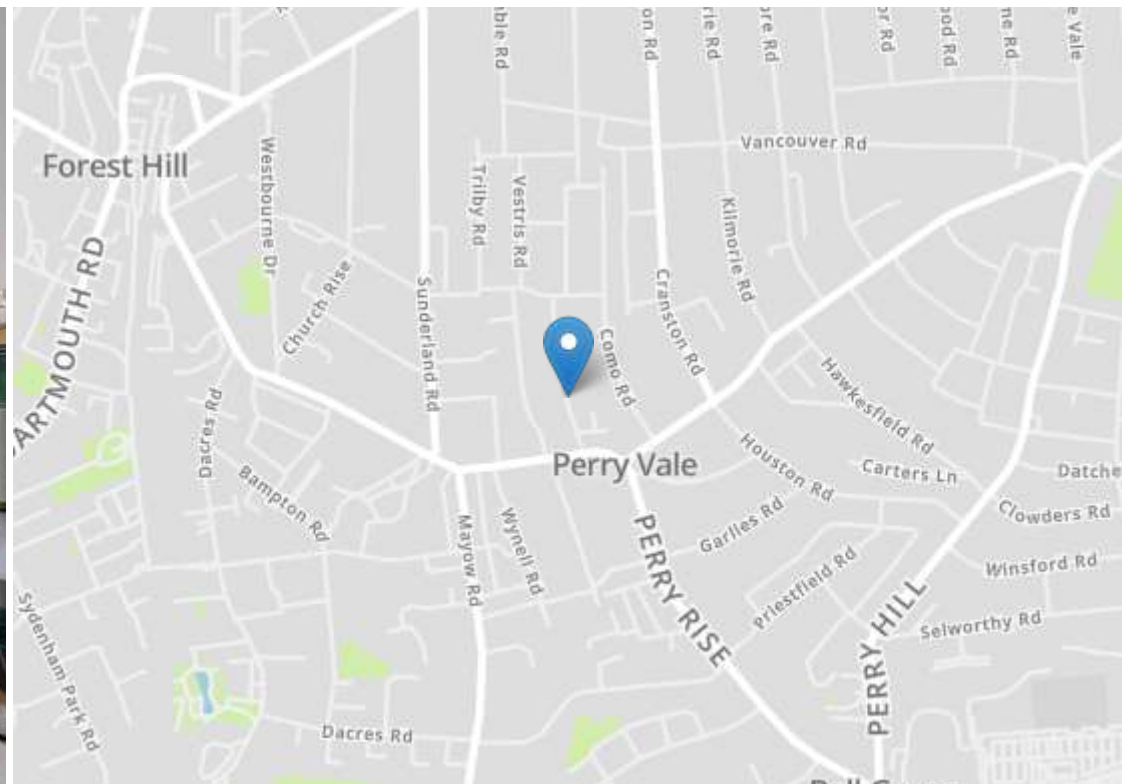 Forest Hill
Westbourne Dr
DARTMOUTH RD
Church Rise
Sunderland Rd
Trilby Rd
Vestris Rd
Vancouver Rd
Kilmorie Rd
Cranston Rd
Como Rd
Hawkesfield Rd
Dacres Rd
Bampton Rd
Perry Vale
Houston Rd
Carters Ln
Datche
Clowders Rd
Mayow Rd
Wynell Rd
Garlies Rd
PERRY RISE
Priestfield Rd
Winsford Rd
Selworthy Rd
PERRY HILL
Sydenham Park Rd
Dacres Rd